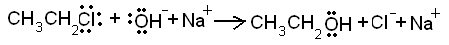 CH₃CH₂Cl + OH⁻ + Na⁺ ⟶ CH₃CH₂OH + Cl⁻ + Na⁺